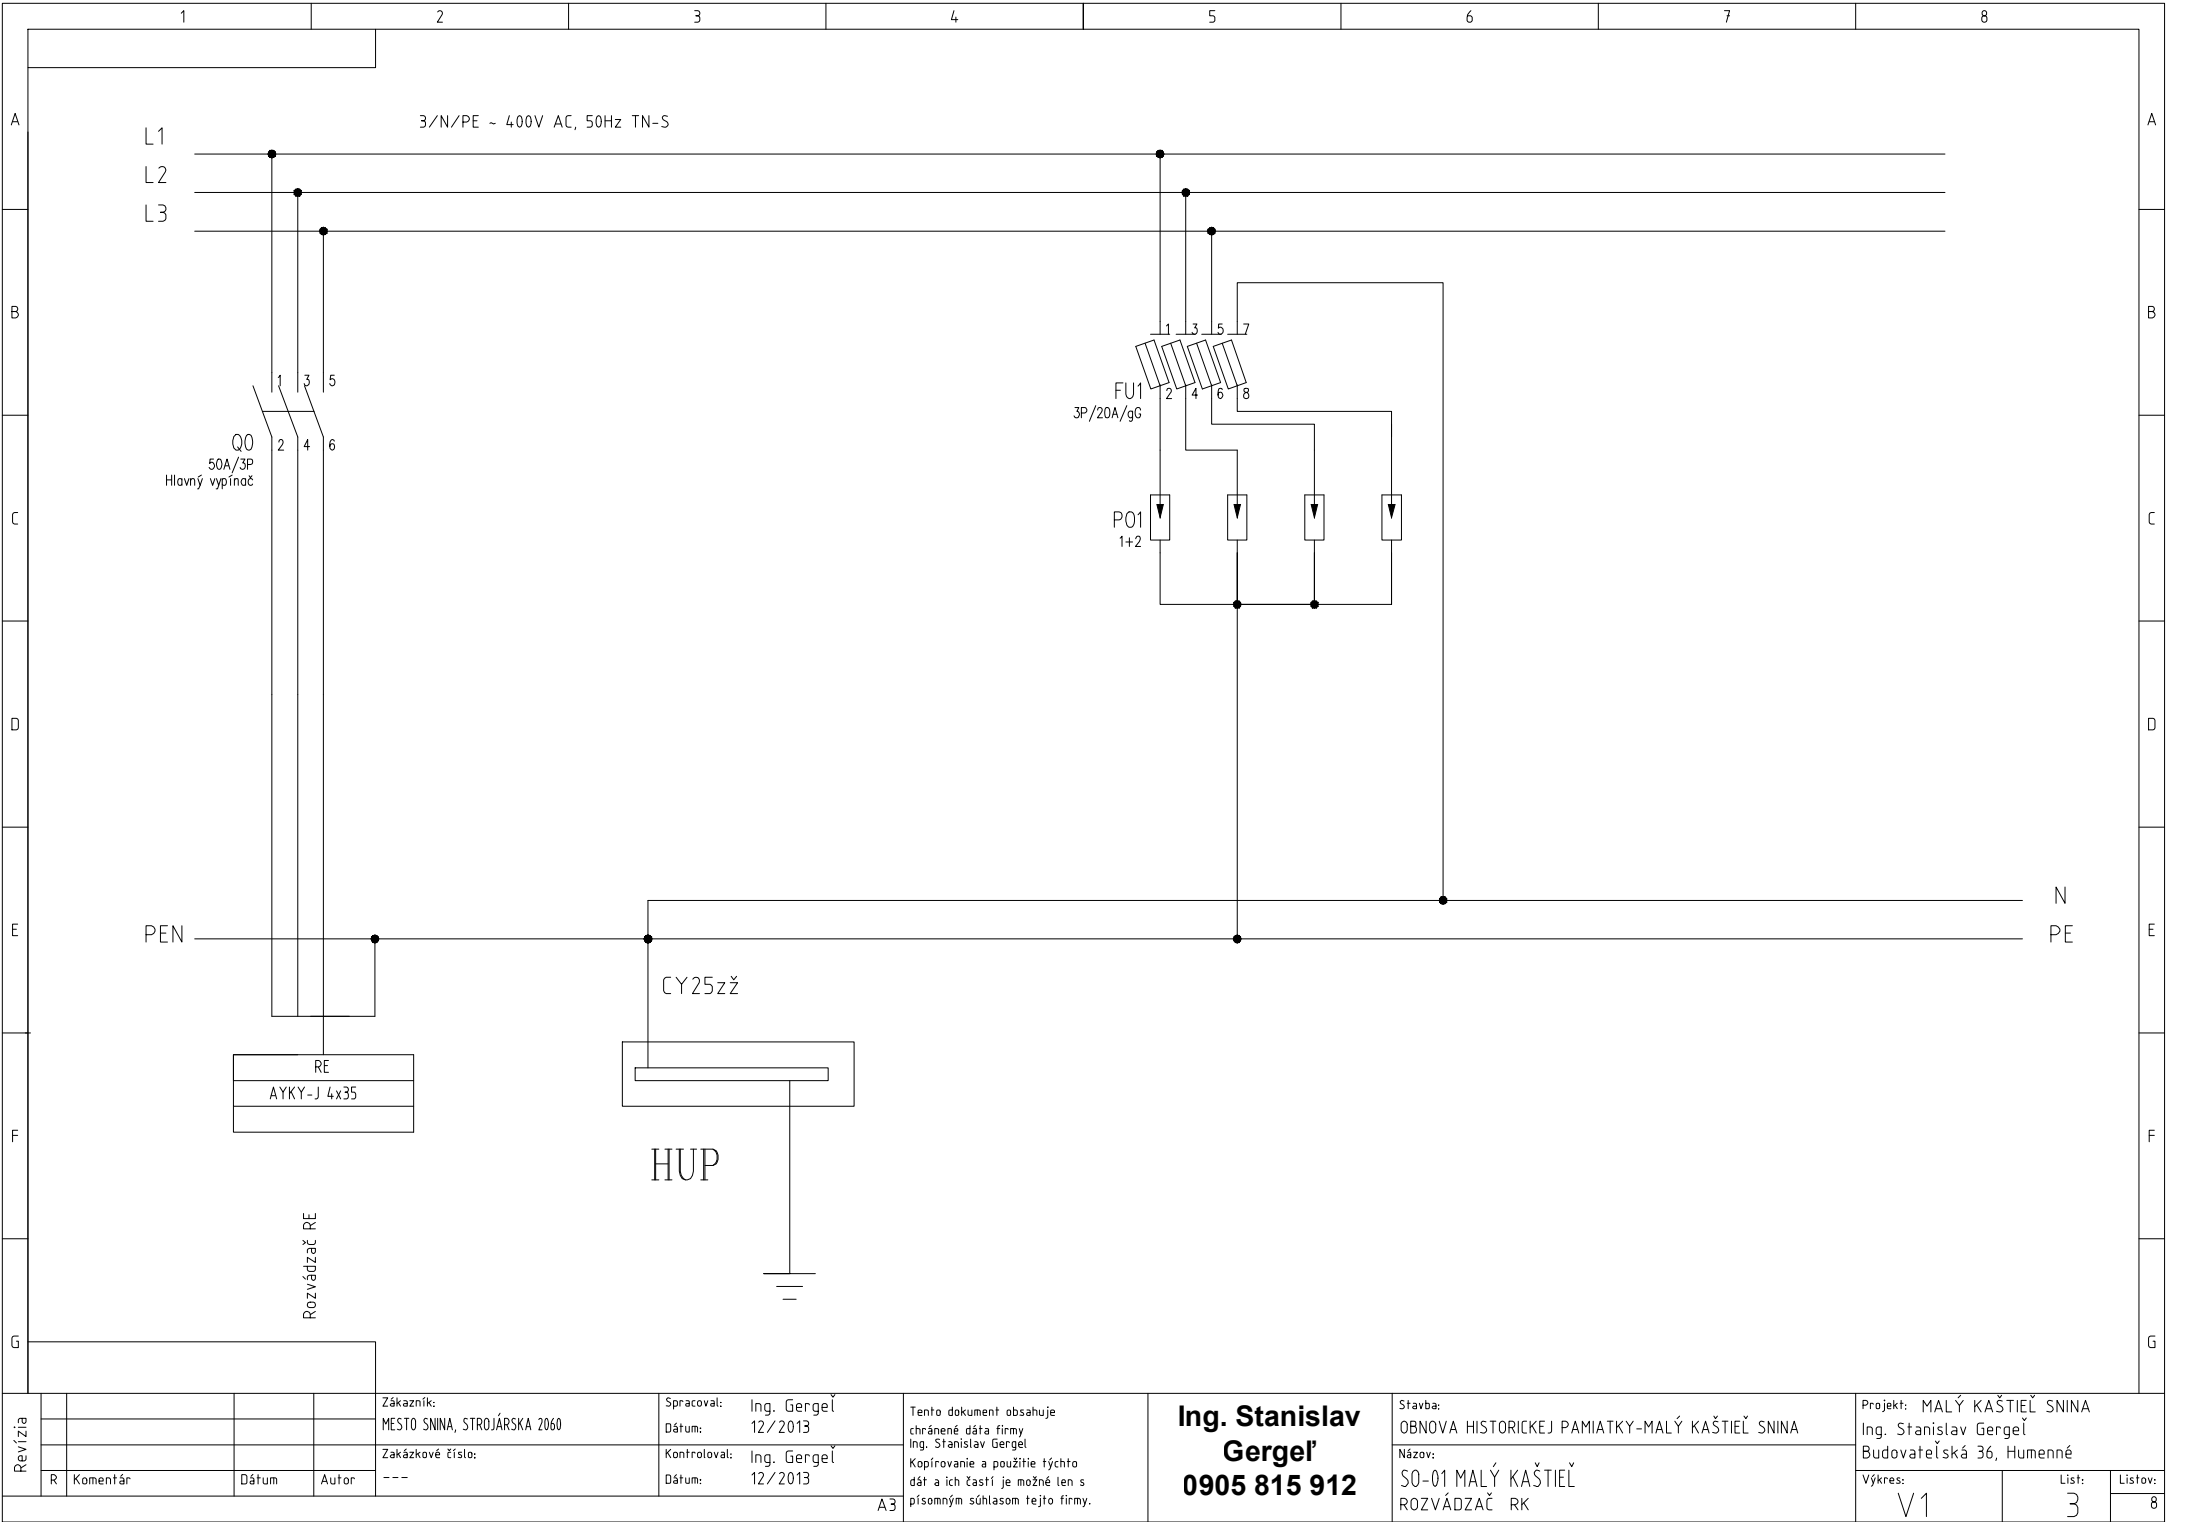 1 2 3 4 5 6 7 8
A A
3/N/PE ~ 400V AC, 50Hz TN-S
L1
L2
L3
B B
1 3 5 7
FU1
3P/20A/gG
2 4 6 8
1 3 5
Q0
50A/3P
Hlavný vypínač
2 4 6
C C
PO1
1+2
D D
E E
N
PEN
PE
CY25zž
RE
AYKY-J 4x35
F F
HUP
Rozvádzač RE
G G
Revízia
R Komentár Dátum Autor
Zákazník:
MESTO SNINA, STROJÁRSKA 2060
Zakázkové číslo:
---
Spracoval: Ing. Gergeľ
Dátum: 12/2013
Kontroloval: Ing. Gergeľ
Dátum: 12/2013
A3
Tento dokument obsahuje
chránené dáta firmy
Ing. Stanislav Gergel
Kopírovanie a použitie týchto
dát a ich častí je možné len s
písomným súhlasom tejto firmy.
Ing. Stanislav
Gergeľ
0905 815 912
Stavba:
OBNOVA HISTORICKEJ PAMIATKY-MALÝ KAŠTIEĽ SNINA
Názov:
SO-01 MALÝ KAŠTIEĽ
ROZVÁDZAČ RK
Projekt: MALÝ KAŠTIEĽ SNINA
Ing. Stanislav Gergeľ
Budovateľská 36, Humenné
Výkres: List: Listov:
V1 3 8